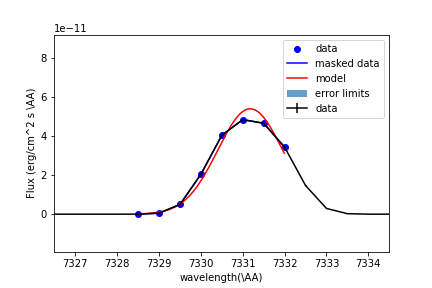 1e−11
8
6
4
2
0
Flux (erg/cm^2 s \AA)
data
masked data
model
error limits
data
7327 7328 7329 7330 7331 7332 7333 7334
wavelength(\AA)